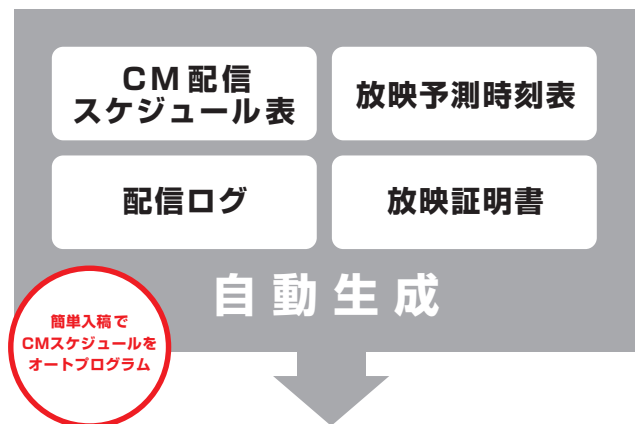 CM配信
スケジュール表
放映予測時刻表
配信ログ
放映証明書
自動生成
簡単入稿で
CMスケジュールを
オートプログラム